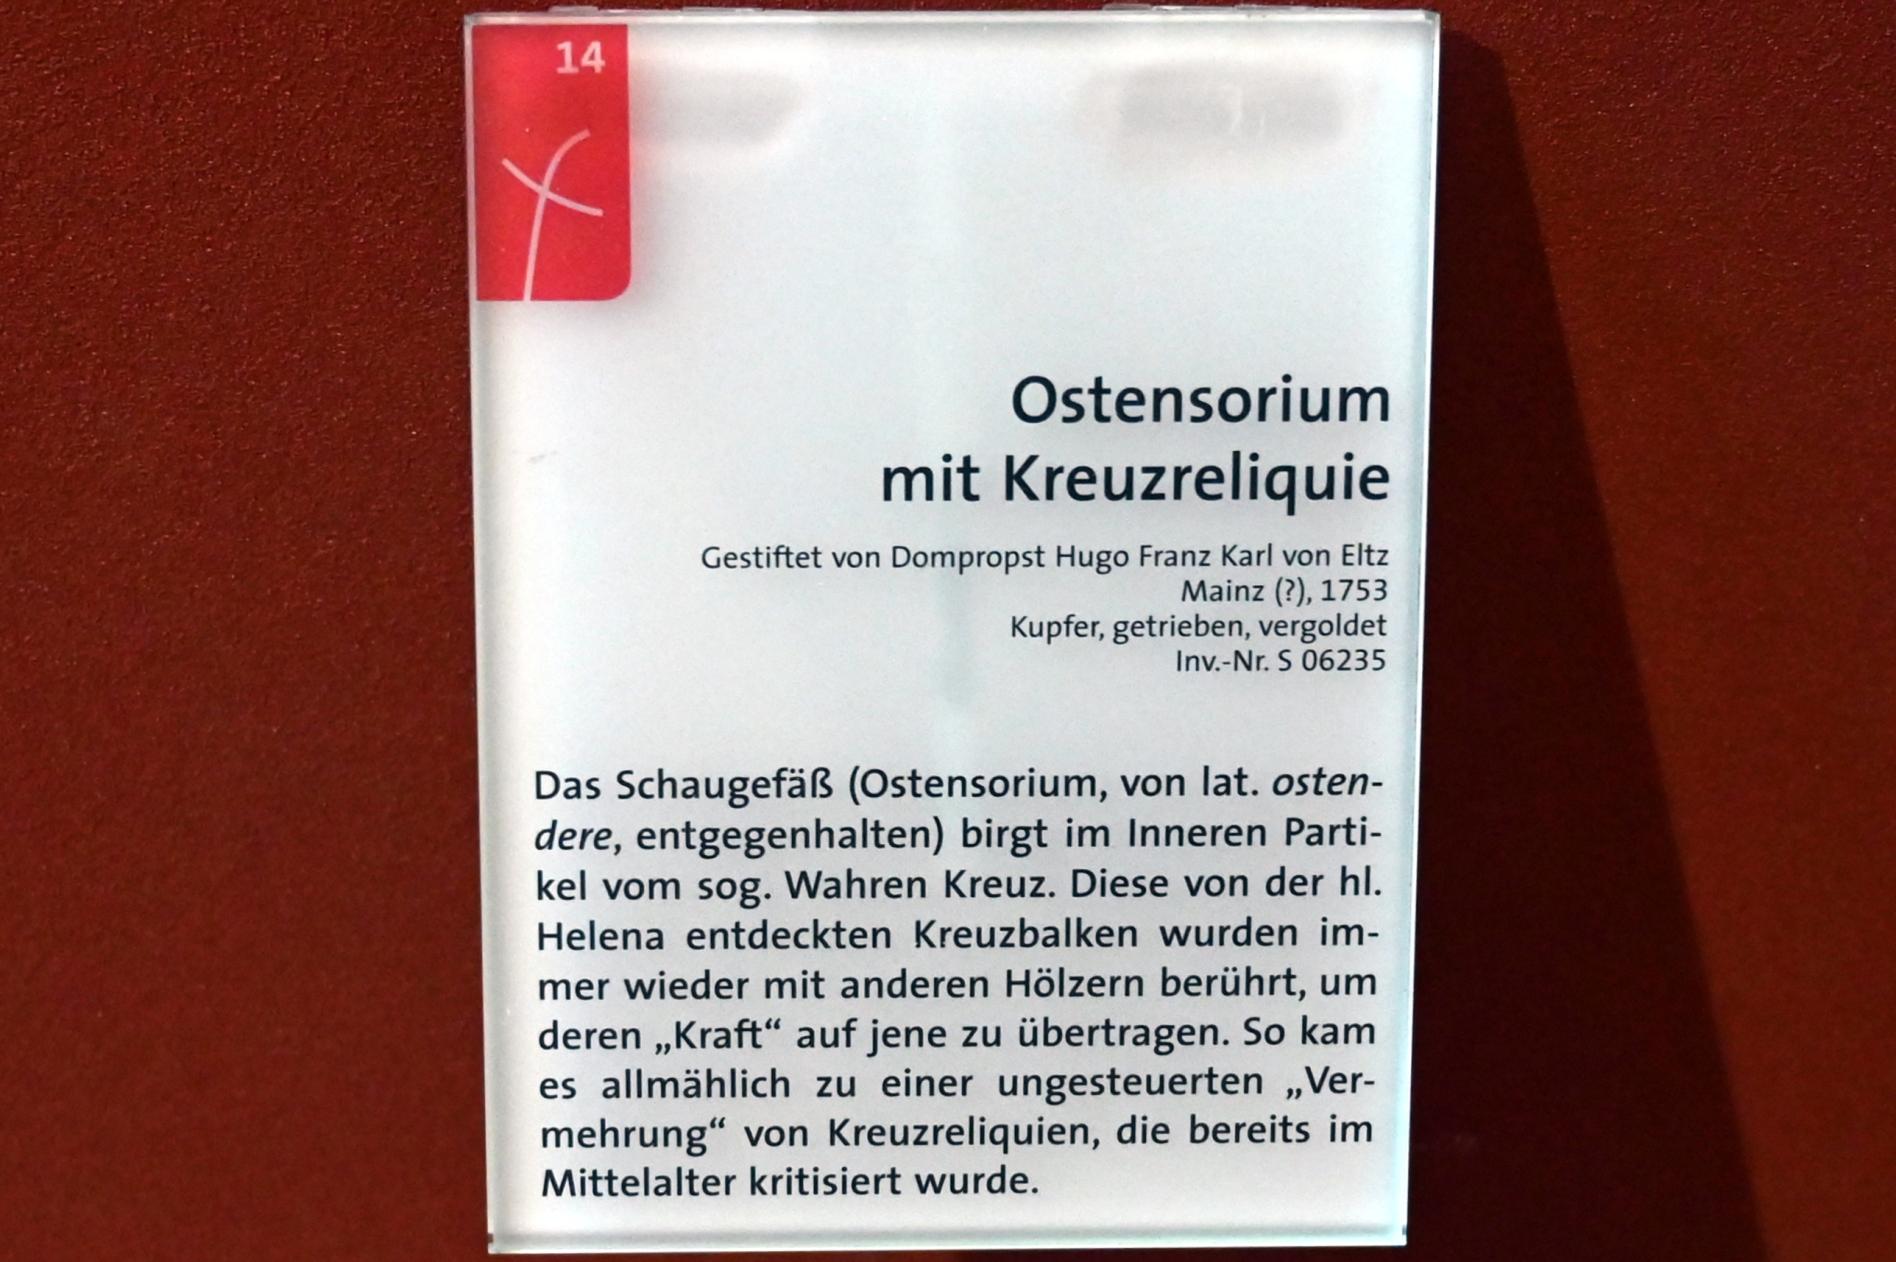 14
Ostensorium
mit Kreuzreliquie
Gestiftet von Dompropst Hugo Franz Karl von Eltz
Mainz (?), 1753
Kupfer, getrieben, vergoldet
Inv.-Nr. S 06235
Das Schaugefäß (Ostensorium, von lat. osten-
dere, entgegenhalten) birgt im Inneren Parti-
kel vom sog. Wahren Kreuz. Diese von der hl.
Helena entdeckten Kreuzbalken wurden im-
mer wieder mit anderen Hölzern berührt, um
deren „Kraft“ auf jene zu übertragen. So kam
es allmählich zu einer ungesteuerten „Ver-
mehrung“ von Kreuzreliquien, die bereits im
Mittelalter kritisiert wurde.